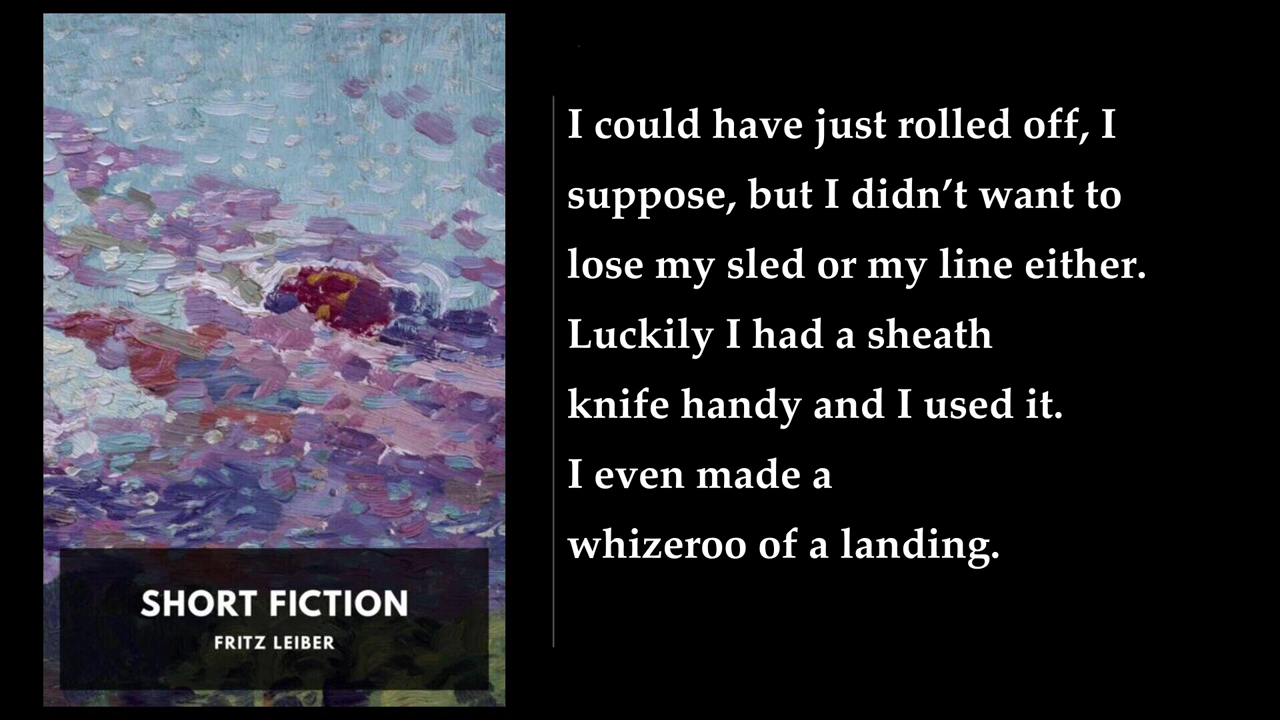 I could have just rolled off, I
suppose, but I didn’t want to
lose my sled or my line either.
Luckily I had a sheath
knife handy and I used it.
I even made a
whizeroo of a landing.
SHORT FICTION
FRITZ LEIBER